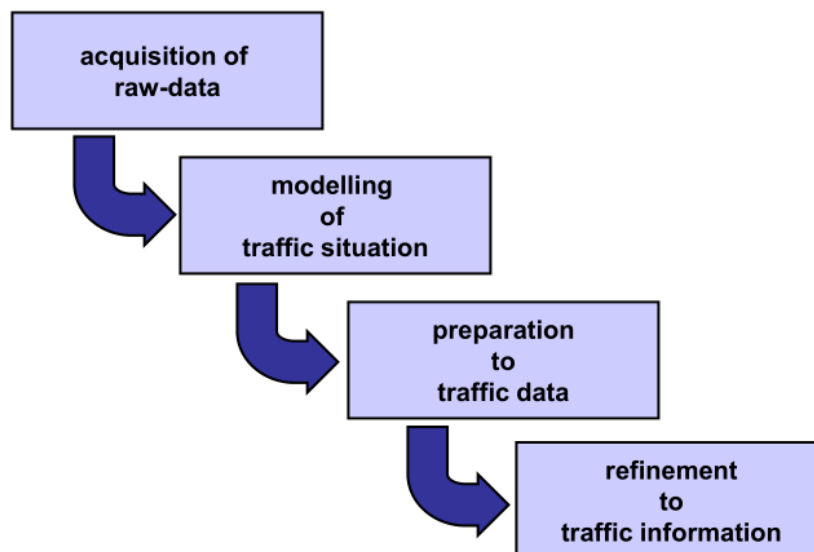 acquisition of
raw-data
modelling
of
traffic situation
preparation
to
traffic data
refinement
to
traffic information